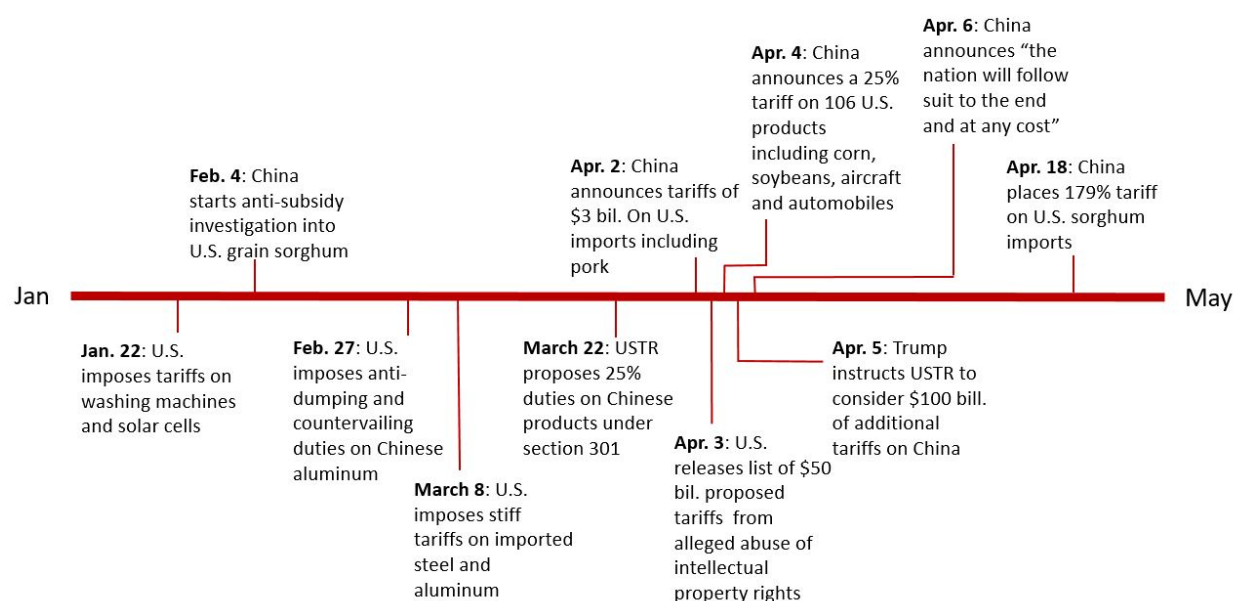 Apr. 6: China
announces “the
nation will follow
suit to the end
and at any cost”
Apr. 4: China
announces a 25%
tariff on 106 U.S.
products
including corn,
soybeans, aircraft
and automobiles
Feb. 4: China
starts anti-subsidy
investigation into
U.S. grain sorghum
Apr. 2: China
announces tariffs of
$3 bil. On U.S.
imports including
pork
Apr. 18: China
places 179% tariff
on U.S. sorghum
imports
Jan
May
Jan. 22: U.S.
imposes tariffs on
washing machines
and solar cells
Feb. 27: U.S.
imposes anti-
dumping and
countervailing
duties on Chinese
aluminum
March 8: U.S.
imposes stiff
tariffs on imported
steel and
aluminum
March 22: USTR
proposes 25%
duties on Chinese
products under
section 301
Apr. 3: U.S.
releases list of $50
bil. proposed
tariffs from
alleged abuse of
intellectual
property rights
Apr. 5: Trump
instructs USTR to
consider $100 bill.
of additional
tariffs on China